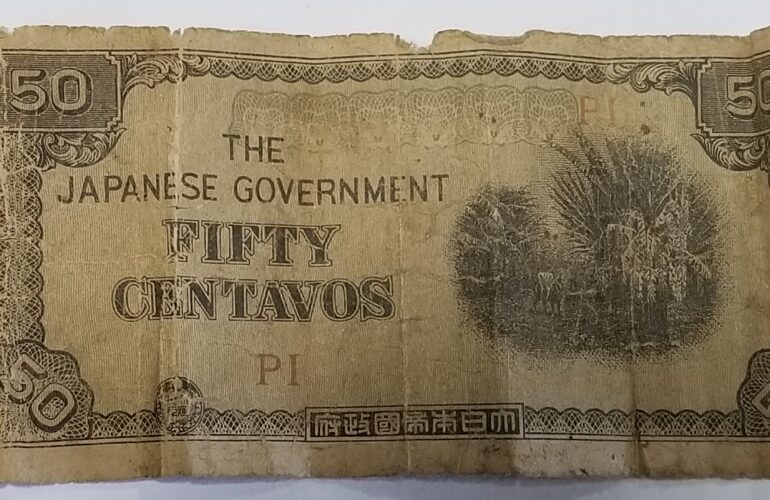 50
50
PI
THE
JAPANESE GOVERNMENT
FIFTY
CENTAVOS
PI
50
大日本帝國政府